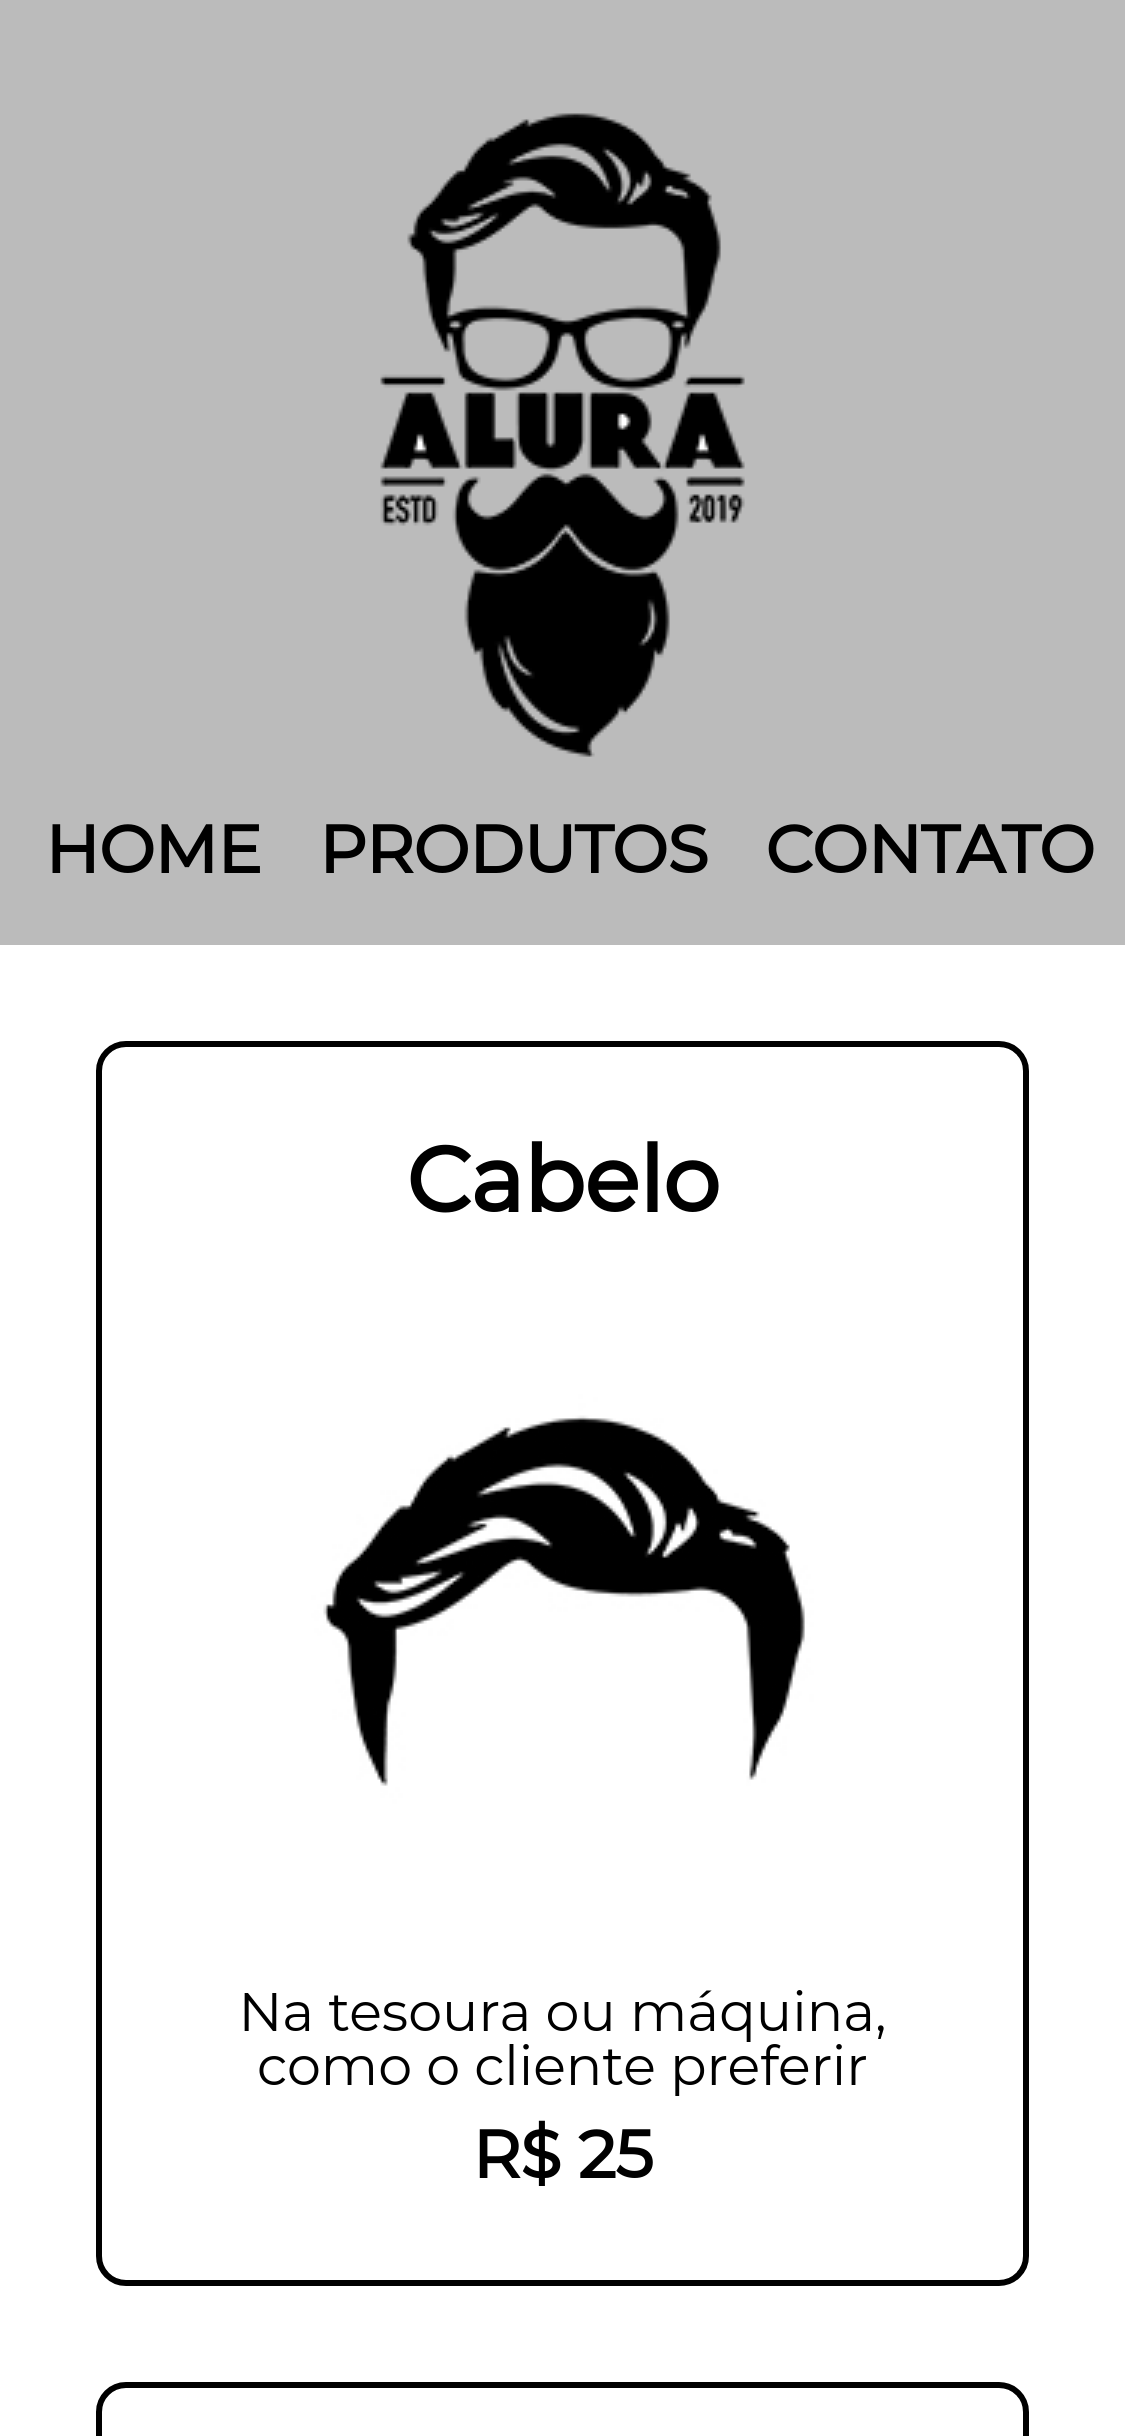 ALURA
ESTD 2019
HOME PRODUTOS CONTATO
Cabelo
Na tesoura ou máquina,
como o cliente preferir
R$ 25